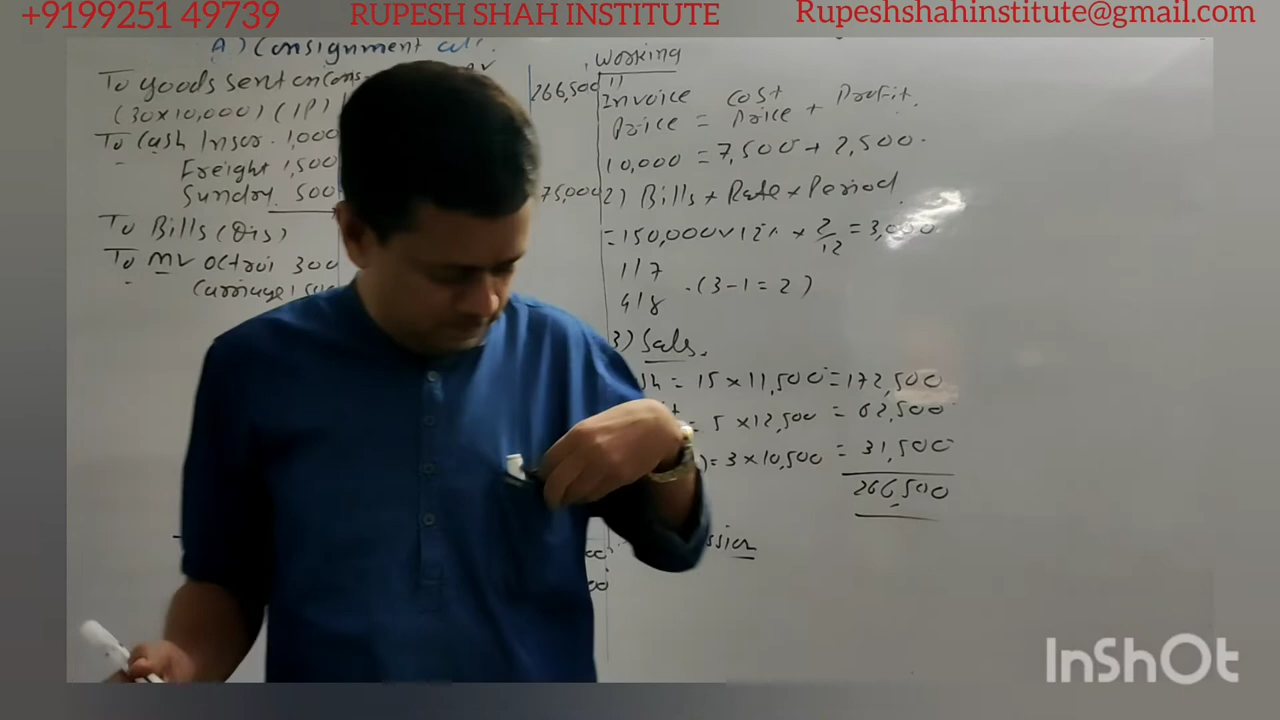 +9199251 49739
RUPESH SHAH INSTITUTE
Rupeshshahinstitute@gmail.com
A) Consignment a/c.
To goods sent on Cons
(30x10,000) (IP)
To Cash Insur. 1,000
Freight 1,500
Sundry. 500
To Bills (Dis)
To MV octroi 300
Carriage
266,500
75,000
Working
1)
Invoice Cost
Price = Price + Profit.
10,000 = 7,500 + 2,500.
2) Bills x Rate x Period.
= 150,000 x 12% x 2/12 = 3,000
1/7
4/8 (3-1=2)
3) Sales.
= 15 x 11,500 = 172,500
= 5 x 12,500 = 62,500
) = 3 x 10,500 = 31,500
266,500
ssion
InShOt